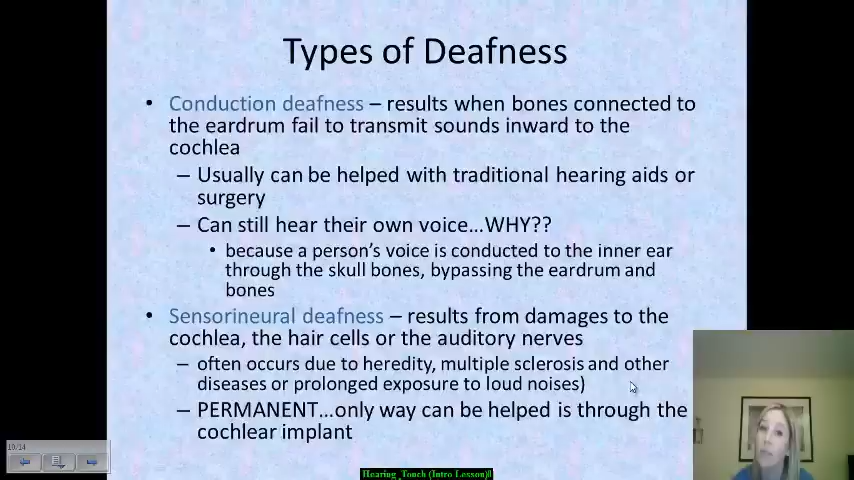 Types of Deafness
• Conduction deafness – results when bones connected to
the eardrum fail to transmit sounds inward to the
cochlea
– Usually can be helped with traditional hearing aids or
surgery
– Can still hear their own voice...WHY??
• because a person's voice is conducted to the inner ear
through the skull bones, bypassing the eardrum and
bones
• Sensorineural deafness – results from damages to the
cochlea, the hair cells or the auditory nerves
– often occurs due to heredity, multiple sclerosis and other
diseases or prolonged exposure to loud noises)
– PERMANENT...only way can be helped is through the
cochlear implant
10/14
Hearing_Touch (Intro Lesson)